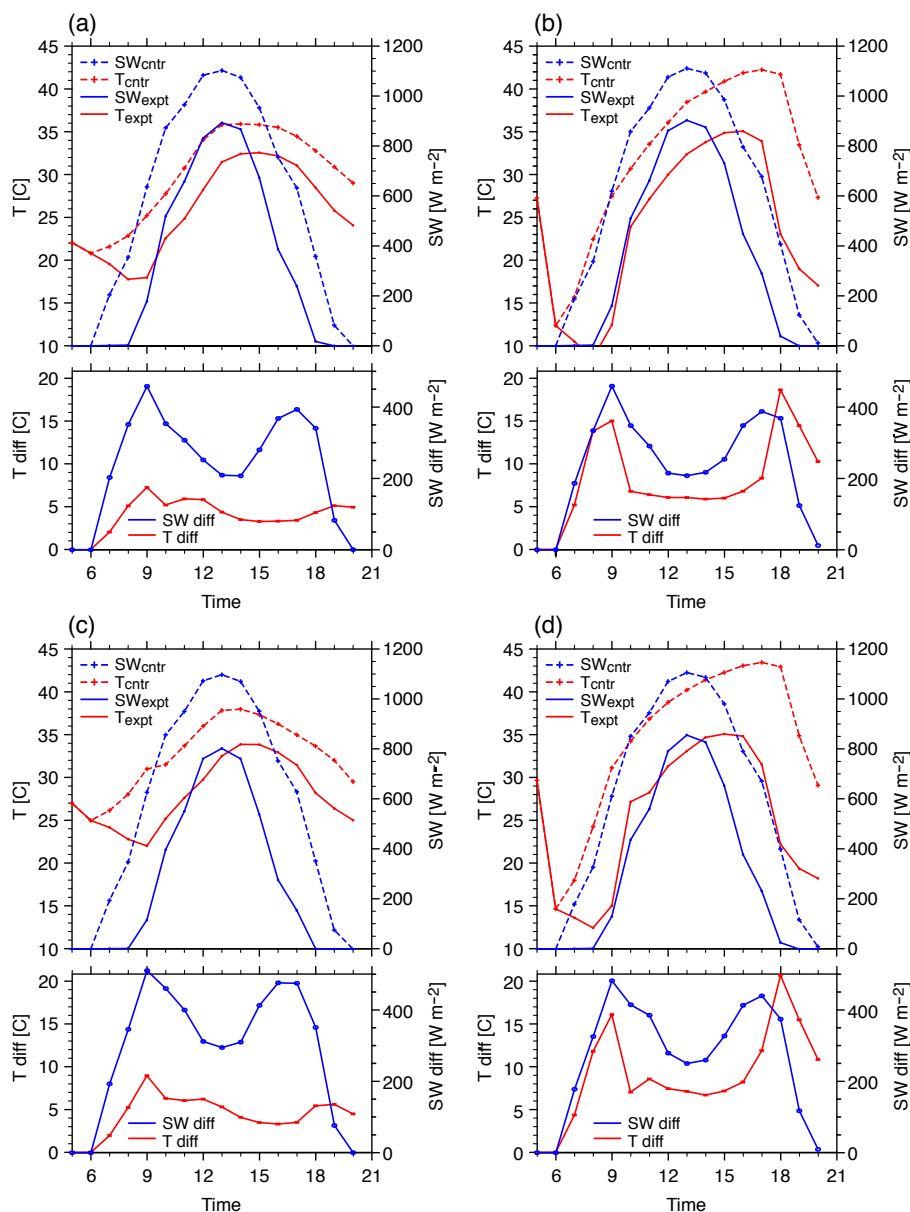 (a)
45
40
35
30
25
20
15
10
T [C]
1200
1000
800
600
400
200
0
SW [W m-2]
SWcntr
Tcntr
SWexpt
Texpt
20
15
10
5
0
T diff [C]
400
200
0
SW diff [W m-2]
SW diff
T diff
6 9 12 15 18 21
Time
(b)
45
40
35
30
25
20
15
10
T [C]
1200
1000
800
600
400
200
0
SW [W m-2]
SWcntr
Tcntr
SWexpt
Texpt
20
15
10
5
0
T diff [C]
400
200
0
SW diff [W m-2]
SW diff
T diff
6 9 12 15 18 21
Time
(c)
45
40
35
30
25
20
15
10
T [C]
1200
1000
800
600
400
200
0
SW [W m-2]
SWcntr
Tcntr
SWexpt
Texpt
20
15
10
5
0
T diff [C]
400
200
0
SW diff [W m-2]
SW diff
T diff
6 9 12 15 18 21
Time
(d)
45
40
35
30
25
20
15
10
T [C]
1200
1000
800
600
400
200
0
SW [W m-2]
SWcntr
Tcntr
SWexpt
Texpt
20
15
10
5
0
T diff [C]
400
200
0
SW diff [W m-2]
SW diff
T diff
6 9 12 15 18 21
Time